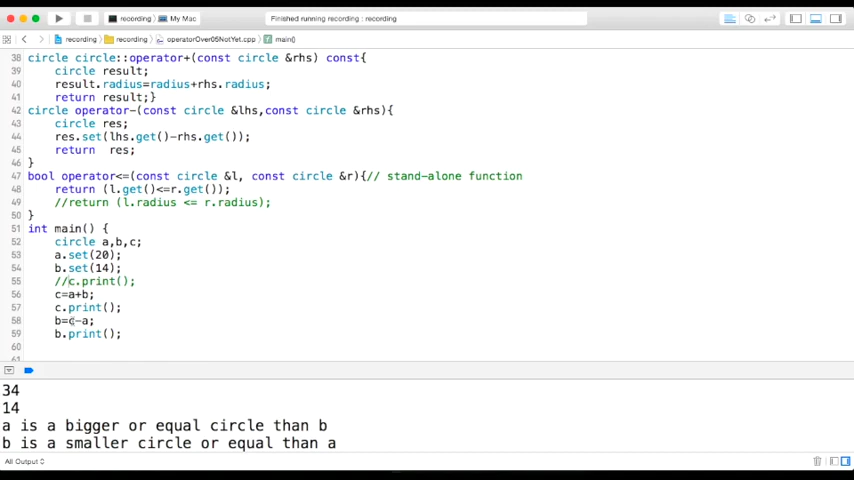 recording My Mac Finished running recording : recording
recording recording operatorOver05NotYet.cpp main()
38 circle circle::operator+(const circle &rhs) const{
39 circle result;
40 result.radius=radius+rhs.radius;
41 return result;}
42 circle operator-(const circle &lhs,const circle &rhs){
43 circle res;
44 res.set(lhs.get()-rhs.get());
45 return  res;
46 }
47 bool operator<=(const circle &l, const circle &r){// stand-alone function
48 return (l.get()<=r.get());
49 //return (l.radius <= r.radius);
50 }
51 int main() {
52 circle a,b,c;
53 a.set(20);
54 b.set(14);
55 //c.print();
56 c=a+b;
57 c.print();
58 b=c-a;
59 b.print();
60
61
34
14
a is a bigger or equal circle than b
b is a smaller circle or equal than a
All Output